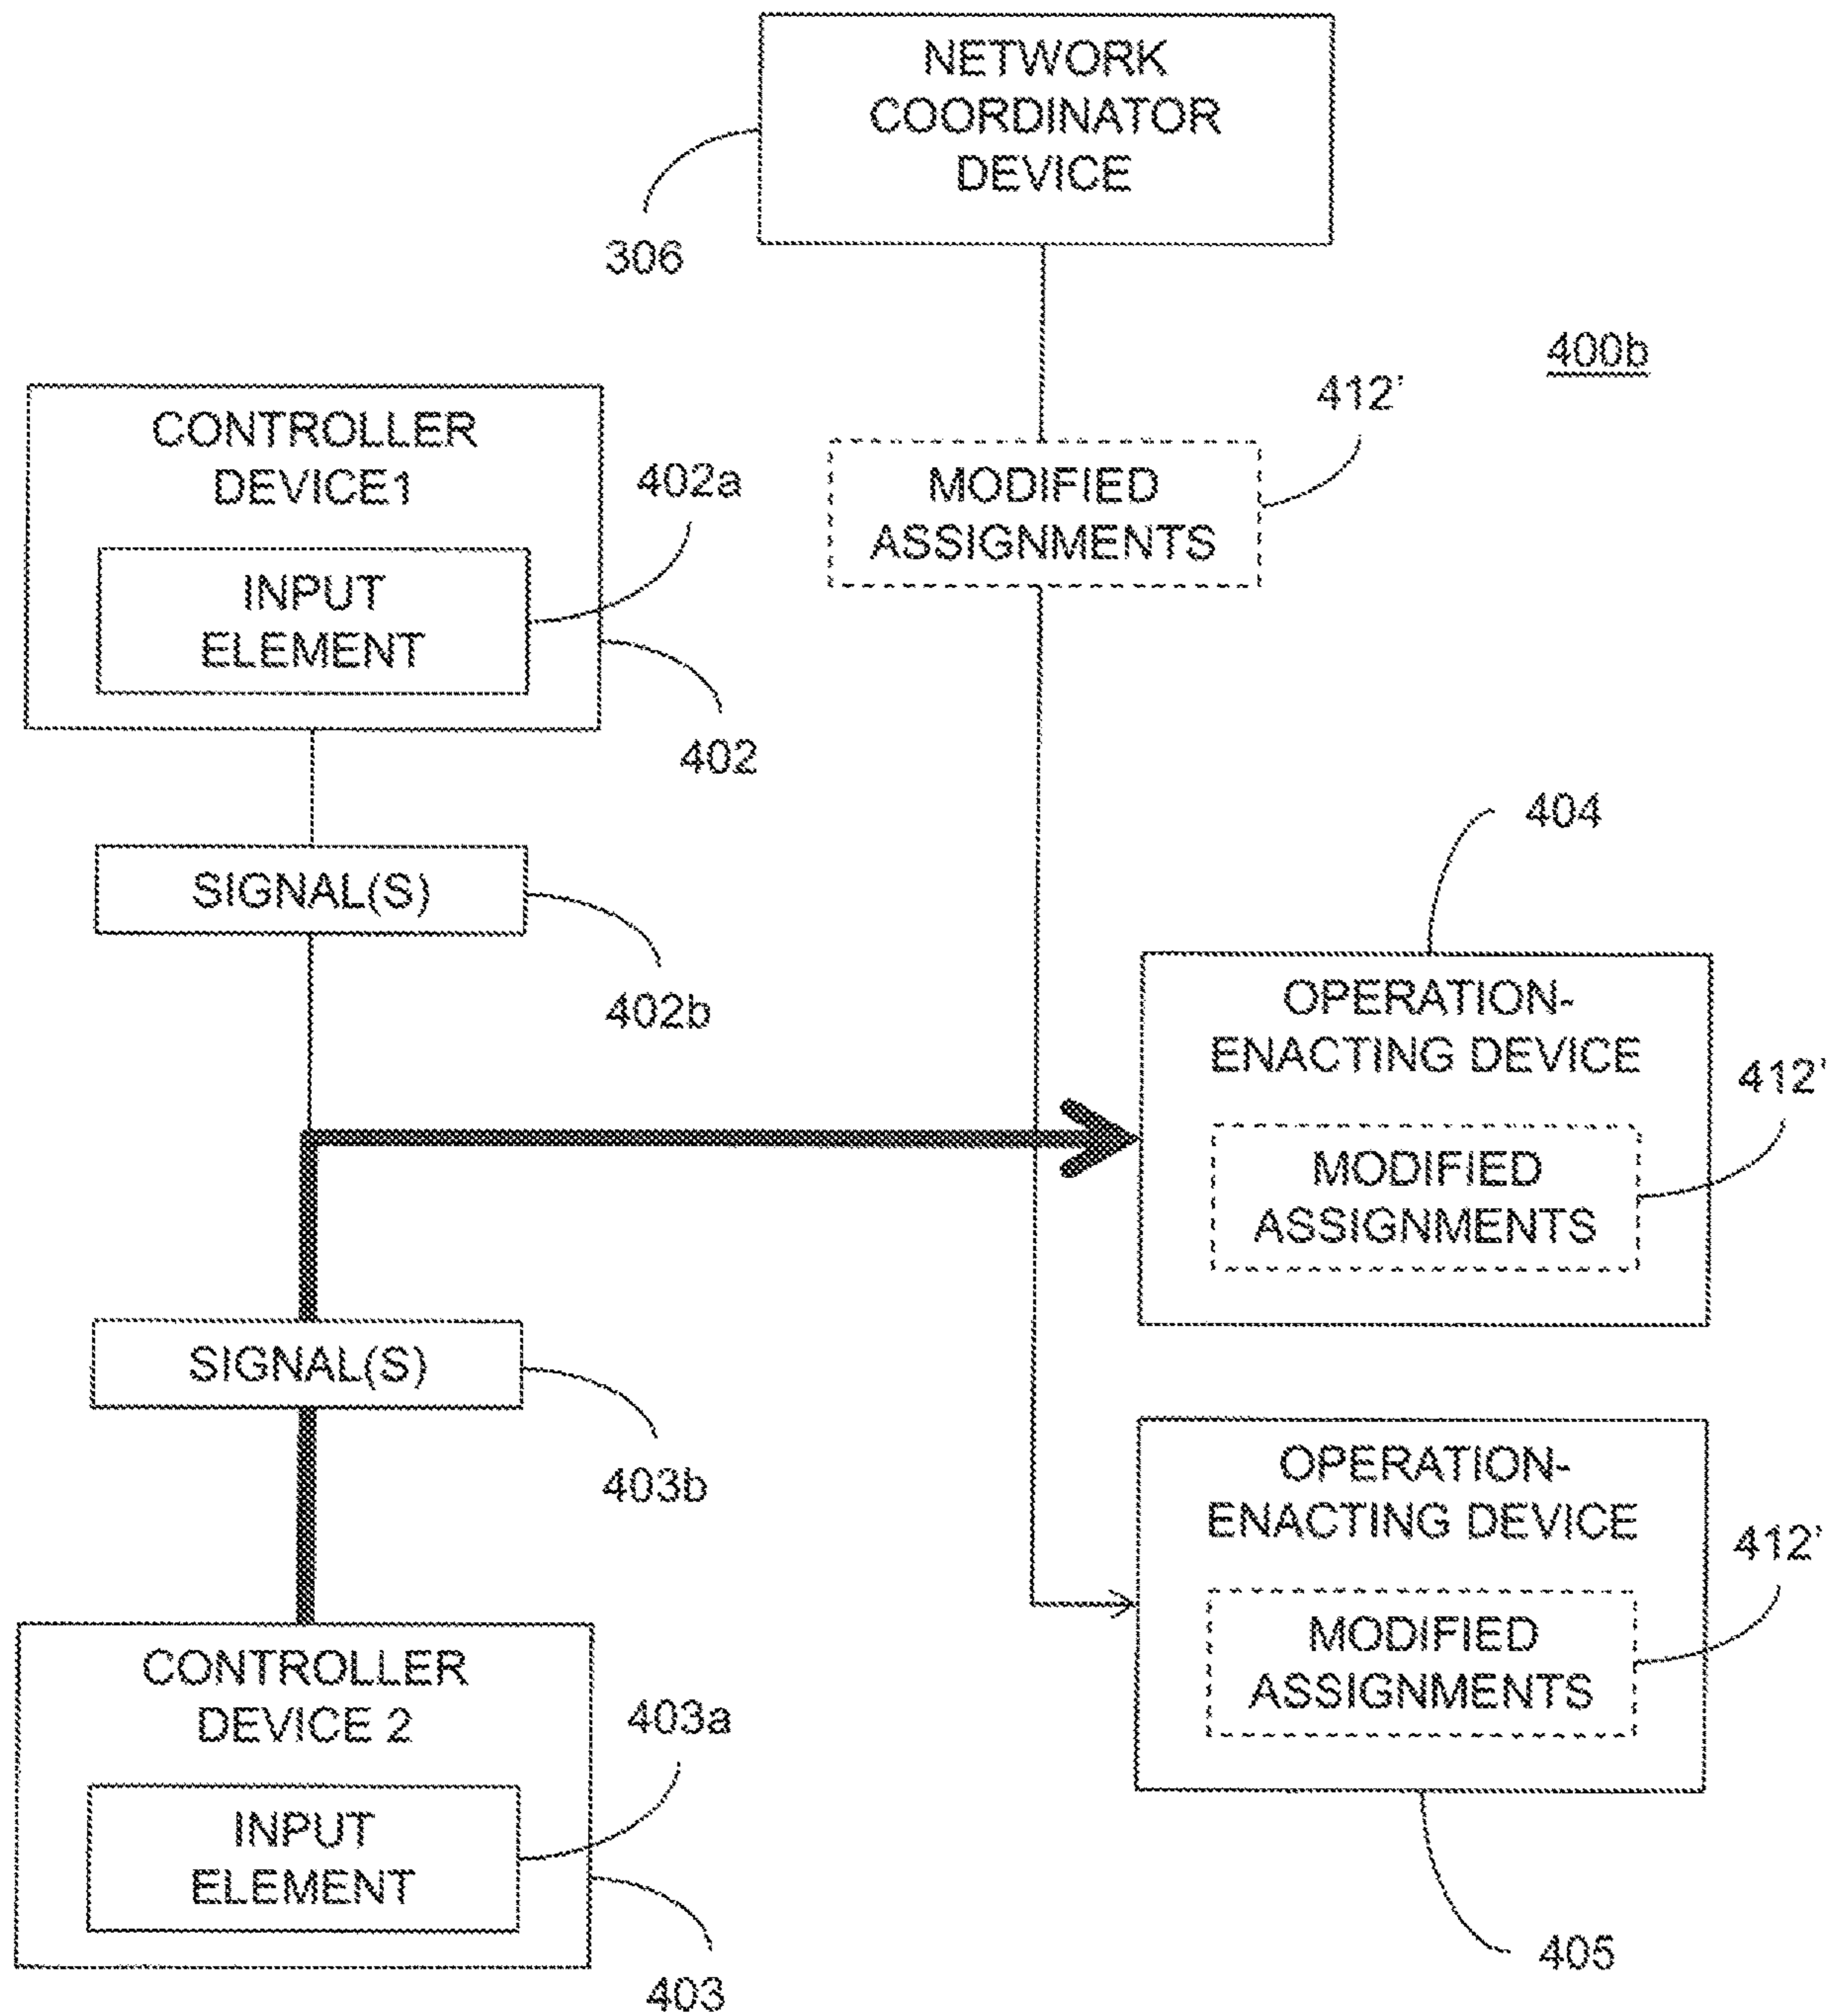 NETWORK
COORDINATOR
DEVICE
306
400b
412'
CONTROLLER
DEVICE1
402a
MODIFIED
ASSIGNMENTS
INPUT
ELEMENT
402
404
SIGNAL(S)
402b
OPERATION-
ENACTING DEVICE
412'
MODIFIED
ASSIGNMENTS
SIGNAL(S)
403b
OPERATION-
ENACTING DEVICE
412'
MODIFIED
ASSIGNMENTS
CONTROLLER
DEVICE 2
403a
INPUT
ELEMENT
405
403